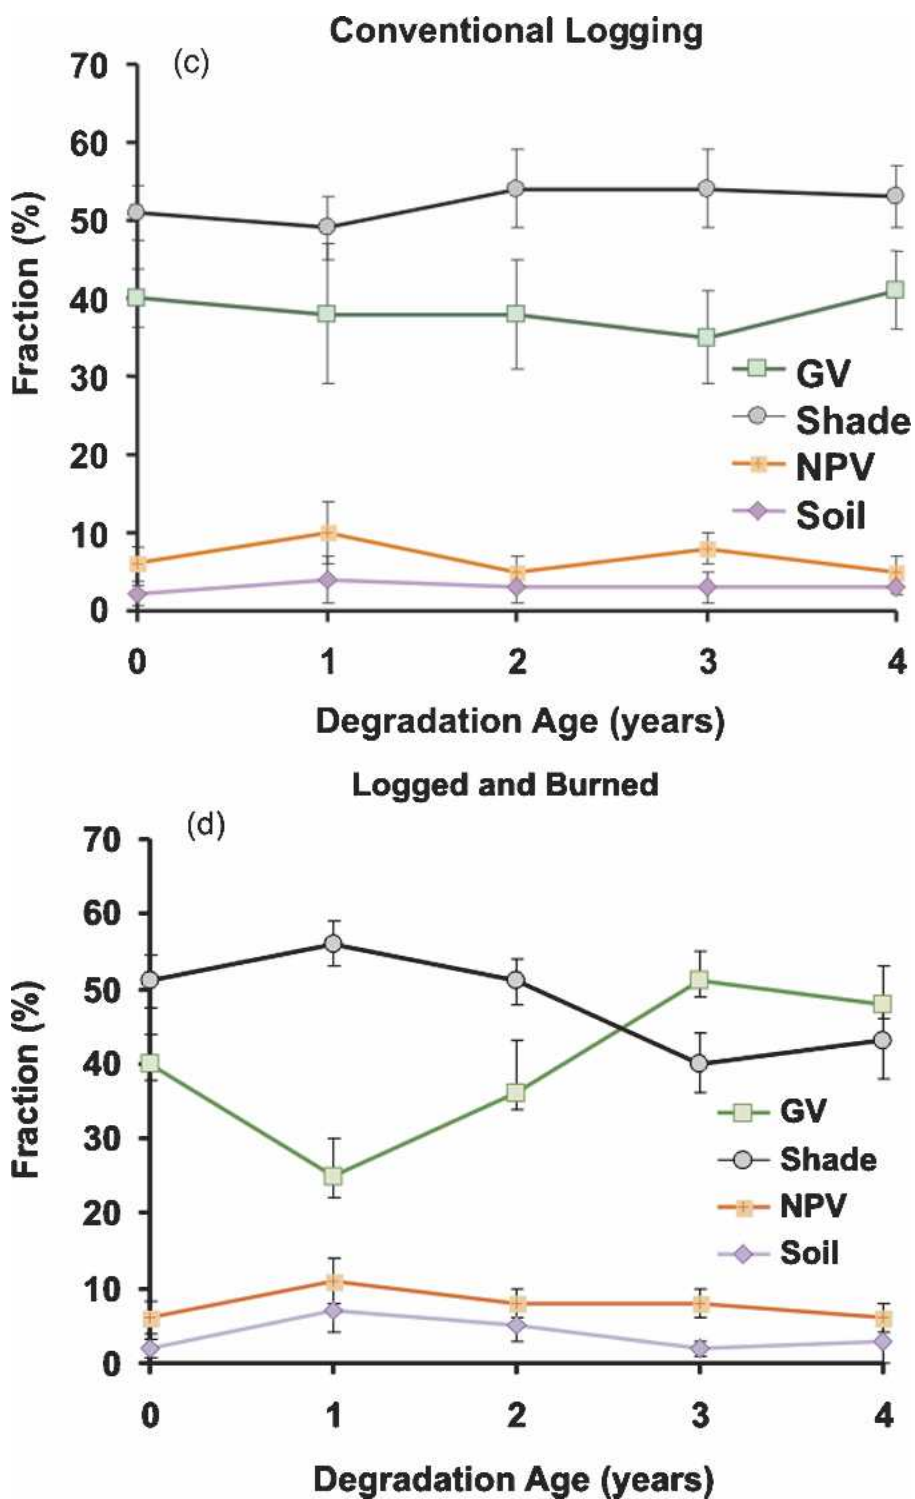 Conventional Logging
(c)
70
60
50
40
30
20
10
0
Fraction (%)
GV
Shade
NPV
Soil
0 1 2 3 4
Degradation Age (years)
Logged and Burned
(d)
70
60
50
40
30
20
10
0
Fraction (%)
GV
Shade
NPV
Soil
0 1 2 3 4
Degradation Age (years)